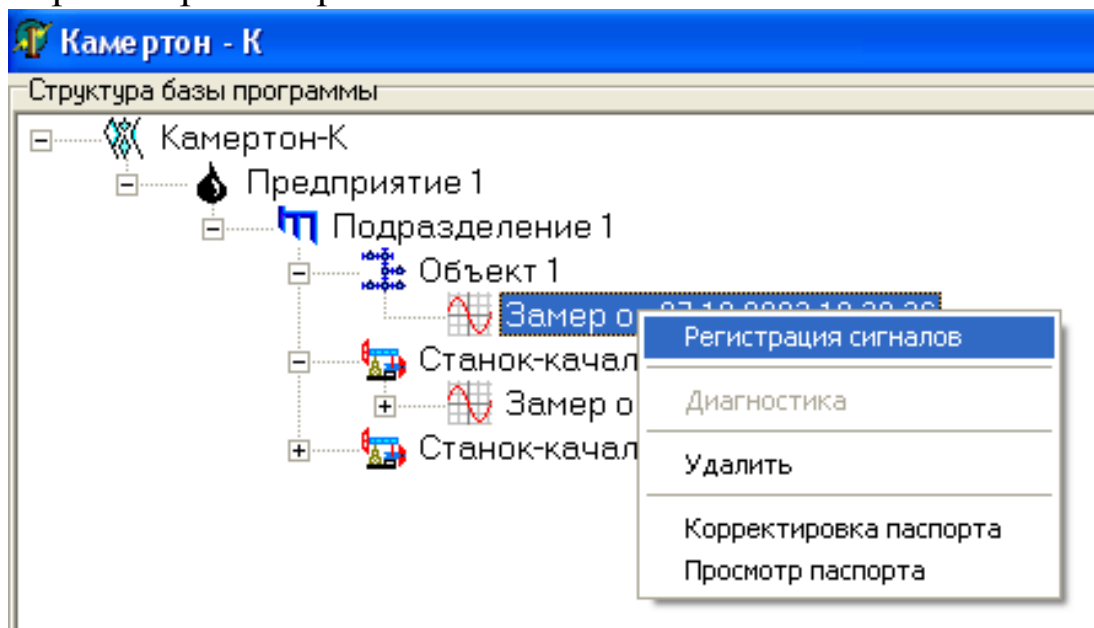 Камертон - К
Структура базы программы
Камертон-К
Предприятие 1
Подразделение 1
Объект 1
Замер о
Регистрация сигналов
Станок-качал
Диагностика
Замер о
Станок-качал
Удалить
Корректировка паспорта
Просмотр паспорта